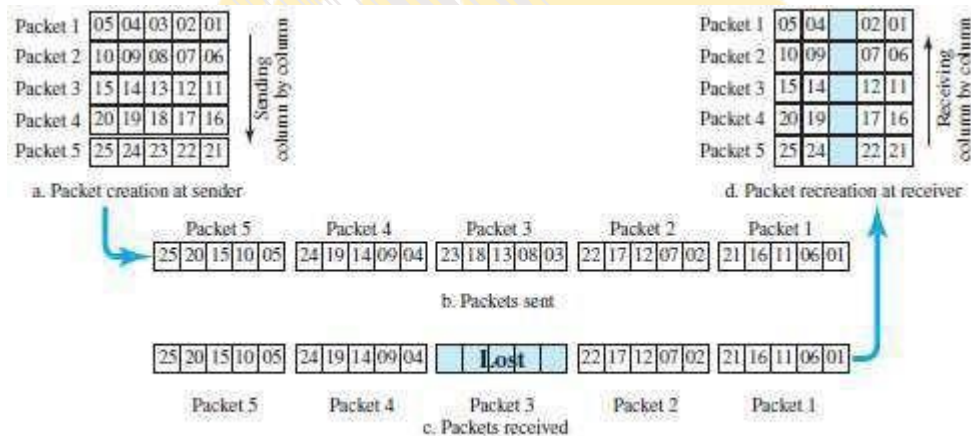 Packet 1 05 04 03 02 01
Packet 2 10 09 08 07 06
Packet 3 15 14 13 12 11
Packet 4 20 19 18 17 16
Packet 5 25 24 23 22 21
Sending
column by column
a. Packet creation at sender
Packet 1 05 04 02 01
Packet 2 10 09 07 06
Packet 3 15 14 12 11
Packet 4 20 19 17 16
Packet 5 25 24 22 21
Receiving
column by column
d. Packet recreation at receiver
Packet 5 Packet 4 Packet 3 Packet 2 Packet 1
25 20 15 10 05 24 19 14 09 04 23 18 13 08 03 22 17 12 07 02 21 16 11 06 01
b. Packets sent
25 20 15 10 05 24 19 14 09 04 Lost 22 17 12 07 02 21 16 11 06 01
Packet 5 Packet 4 Packet 3 Packet 2 Packet 1
c. Packets received